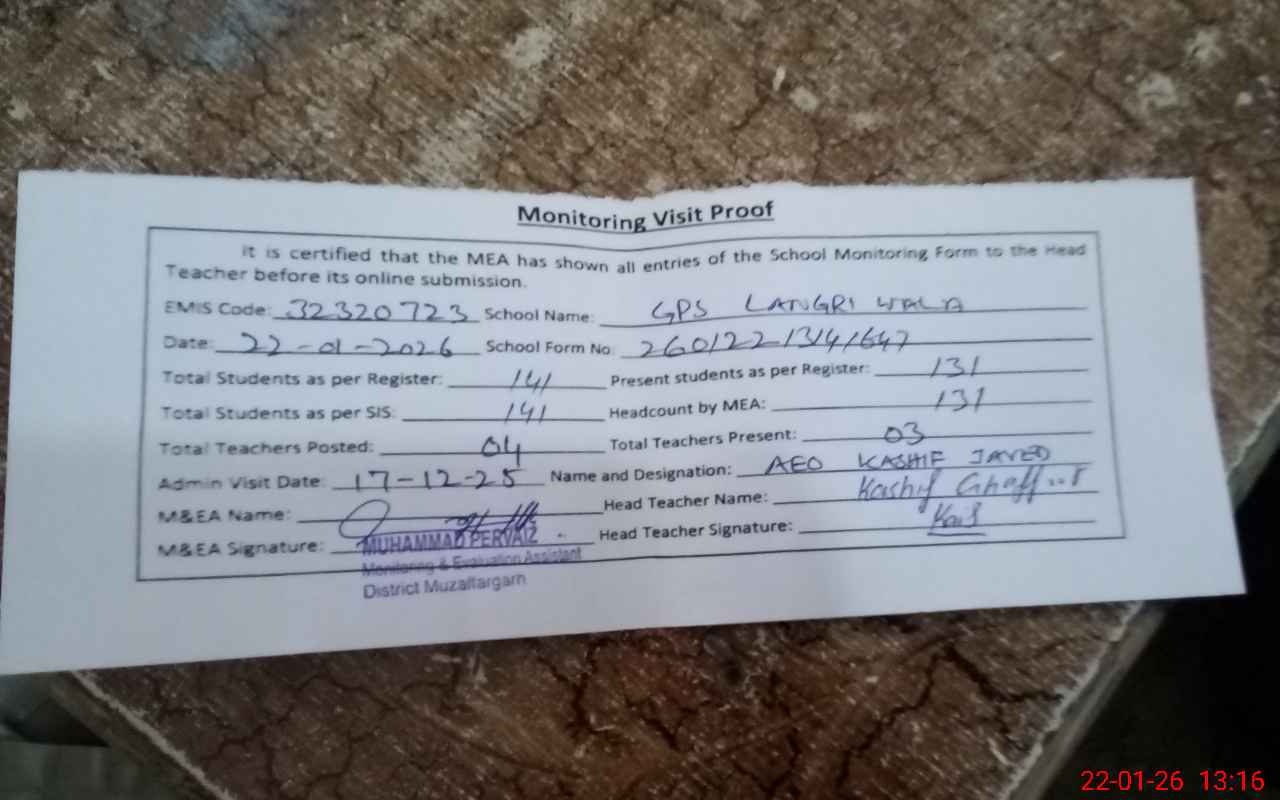 Monitoring Visit Proof
It is certified that the MEA has shown all entries of the School Monitoring Form to the Head
Teacher before its online submission.
EMIS Code: 32320723 School Name: GPS LANGRI WALA
Date: 22-01-2026 School Form No: 26012213141647
Total Students as per Register: 141 Present students as per Register: 131
Total Students as per SIS: 141 Headcount by MEA: 131
Total Teachers Posted: 04 Total Teachers Present: 03
Admin Visit Date: 17-12-25 Name and Designation: AEO KASHIF JAVED
M&EA Name: Head Teacher Name: Kashif Ghaffoor
M&EA Signature: MUHAMMAD PERVAIZ Head Teacher Signature:
Monitoring & Evaluation Assistant
District Muzaffargarh
22-01-26 13:16